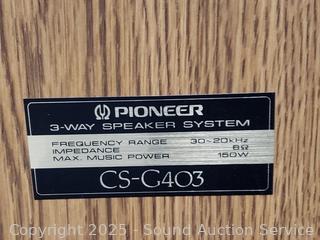 PIONEER
3-WAY SPEAKER SYSTEM
FREQUENCY RANGE 30~20kHz
IMPEDANCE 8Ω
MAX. MUSIC POWER 150W
CS-G403
Copyright 2025 - Sound Auction Service